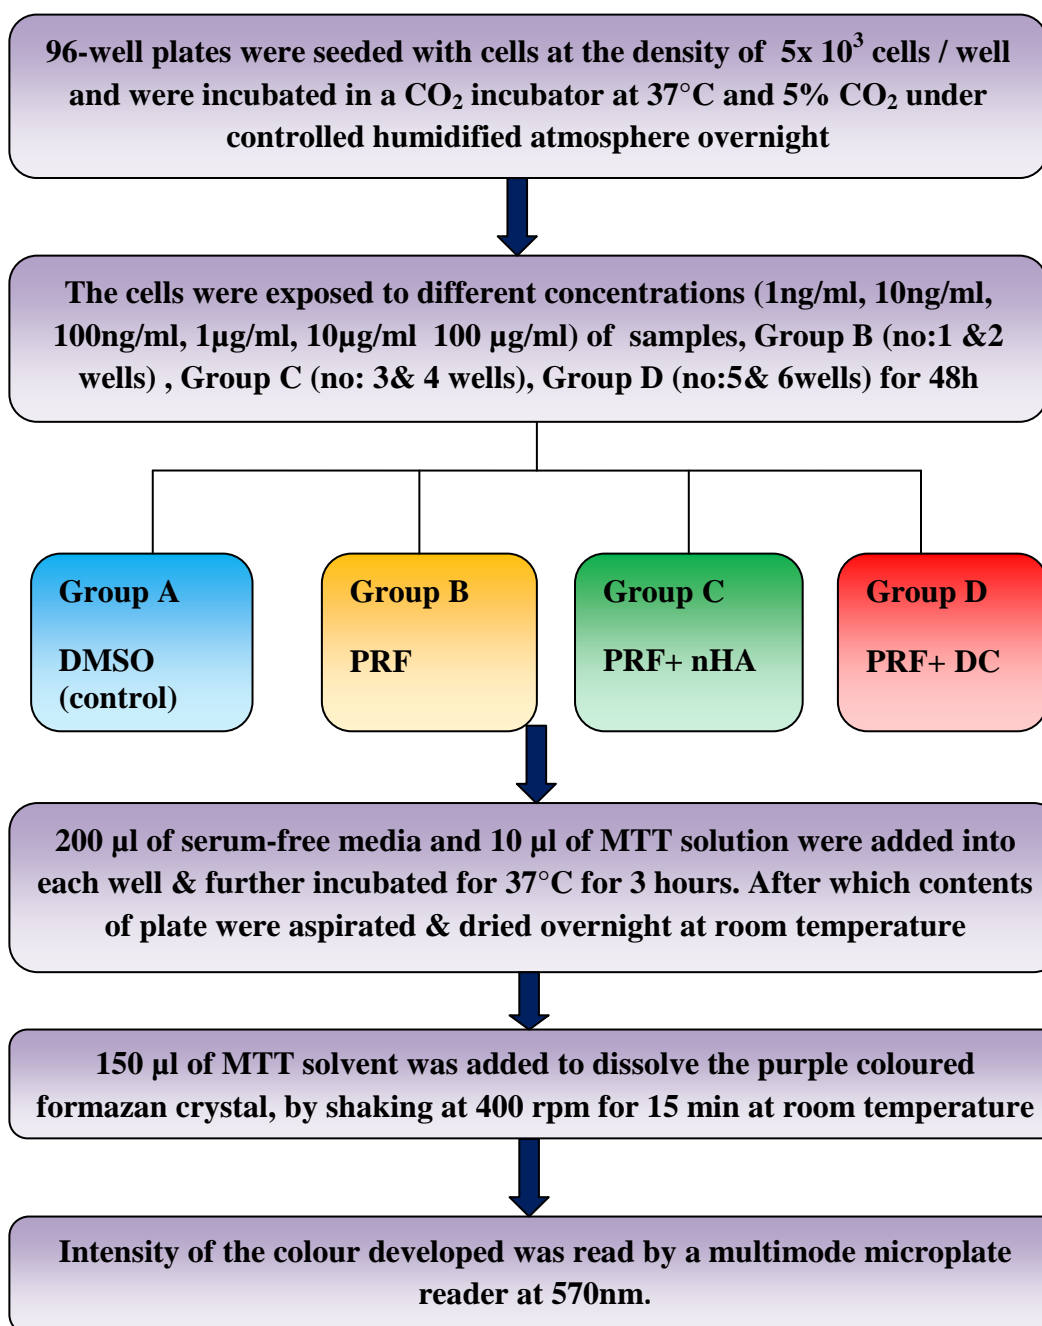 96-well plates were seeded with cells at the density of  5x 10³ cells / well
and were incubated in a CO₂ incubator at 37°C and 5% CO₂ under
controlled humidified atmosphere overnight
The cells were exposed to different concentrations (1ng/ml, 10ng/ml,
100ng/ml, 1µg/ml, 10µg/ml  100 µg/ml) of  samples, Group B (no:1 &2
wells) , Group C (no: 3& 4 wells), Group D (no:5& 6wells) for 48h
Group A
DMSO
(control)
Group B
PRF
Group C
PRF+ nHA
Group D
PRF+ DC
200 µl of serum-free media and 10 µl of MTT solution were added into
each well & further incubated for 37°C for 3 hours. After which contents
of plate were aspirated & dried overnight at room temperature
150 µl of MTT solvent was added to dissolve the purple coloured
formazan crystal, by shaking at 400 rpm for 15 min at room temperature
Intensity of the colour developed was read by a multimode microplate
reader at 570nm.